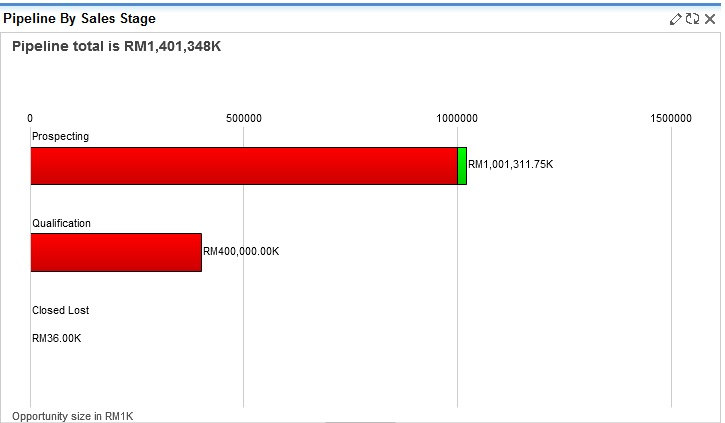 Pipeline By Sales Stage
Pipeline total is RM1,401,348K
0 500000 1000000 1500000
Prospecting
RM1,001,311.75K
Qualification
RM400,000.00K
Closed Lost
RM36.00K
Opportunity size in RM1K